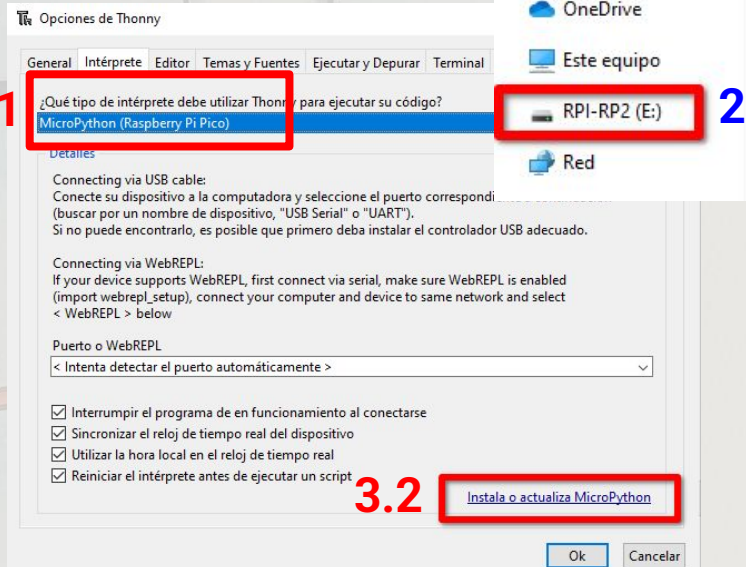 Opciones de Thonny
General Intérprete Editor Temas y Fuentes Ejecutar y Depurar Terminal
1
¿Qué tipo de intérprete debe utilizar Thonny para ejecutar su código?
MicroPython (Raspberry Pi Pico)
Detalles
Connecting via USB cable:
Conecte su dispositivo a la computadora y seleccione el puerto
(buscar por un nombre de dispositivo, "USB Serial" o "UART").
Si no puede encontrarlo, es posible que primero deba instalar el controlador USB adecuado.
Connecting via WebREPL:
If your device supports WebREPL, first connect via serial, make sure WebREPL is enabled
(import webrepl_setup), connect your computer and device to same network and select
< WebREPL > below
Puerto o WebREPL
< Intenta detectar el puerto automáticamente >
Interrumpir el programa de en funcionamiento al conectarse
Sincronizar el reloj de tiempo real del dispositivo
Utilizar la hora local en el reloj de tiempo real
Reiniciar el intérprete antes de ejecutar un script
3.2
Instala o actualiza MicroPython
Ok Cancelar
OneDrive
Este equipo
RPI-RP2 (E:)
2
Red